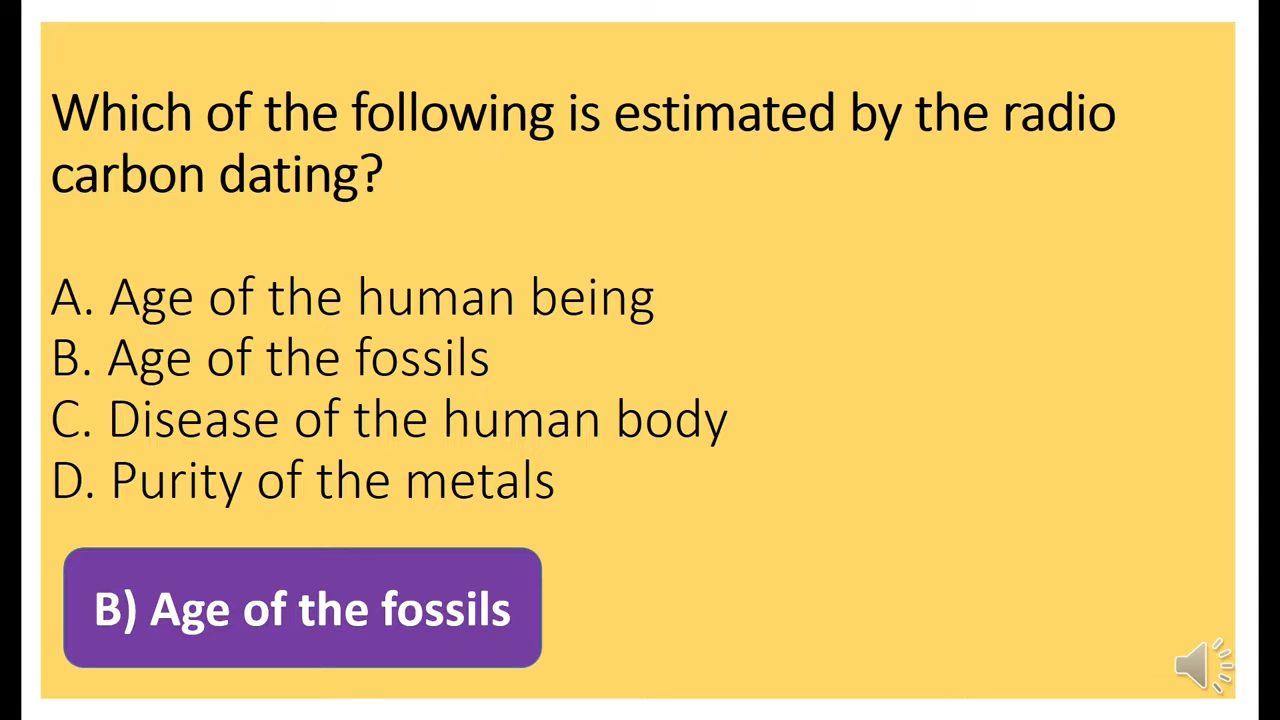 Which of the following is estimated by the radio
carbon dating?
A. Age of the human being
B. Age of the fossils
C. Disease of the human body
D. Purity of the metals
B) Age of the fossils